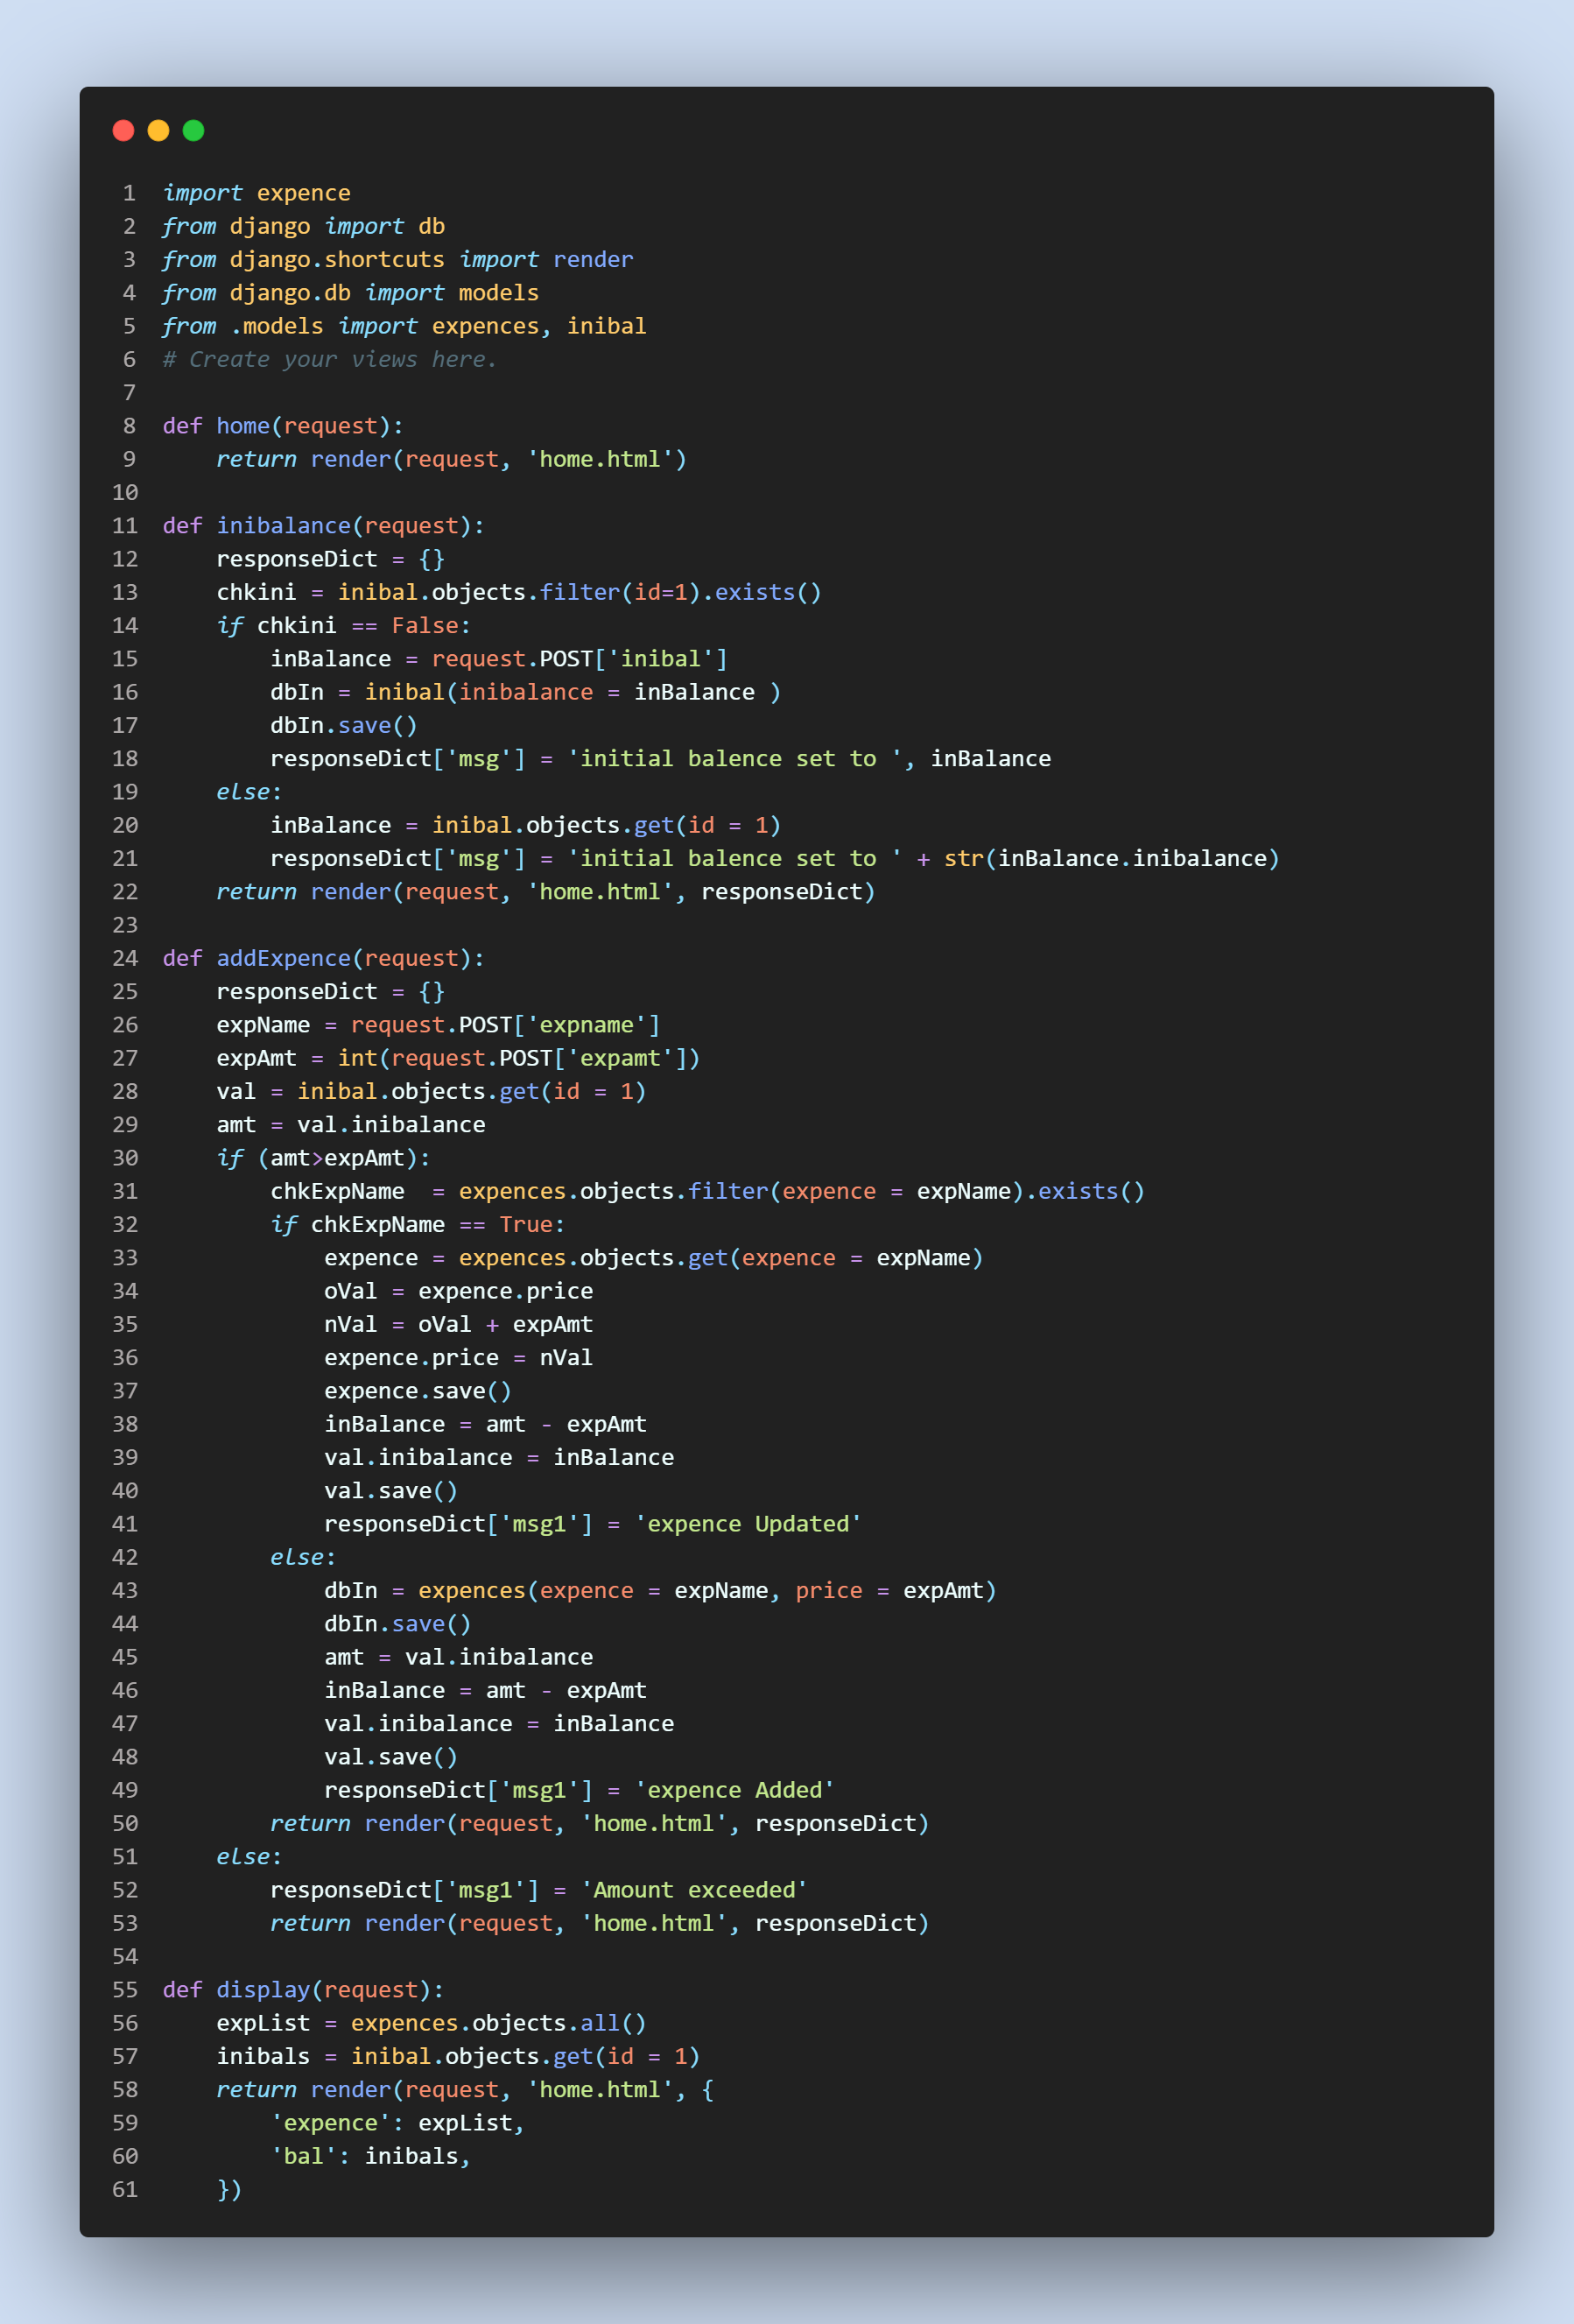 1 import expence
2 from django import db
3 from django.shortcuts import render
4 from django.db import models
5 from .models import expences, inibal
6 # Create your views here.
7
8 def home(request):
9     return render(request, 'home.html')
10
11 def inibalance(request):
12     responseDict = {}
13     chkini = inibal.objects.filter(id=1).exists()
14     if chkini == False:
15         inBalance = request.POST['inibal']
16         dbIn = inibal(inibalance = inBalance )
17         dbIn.save()
18         responseDict['msg'] = 'initial balence set to ', inBalance
19     else:
20         inBalance = inibal.objects.get(id = 1)
21         responseDict['msg'] = 'initial balence set to ' + str(inBalance.inibalance)
22     return render(request, 'home.html', responseDict)
23
24 def addExpence(request):
25     responseDict = {}
26     expName = request.POST['expname']
27     expAmt = int(request.POST['expamt'])
28     val = inibal.objects.get(id = 1)
29     amt = val.inibalance
30     if (amt>expAmt):
31         chkExpName  = expences.objects.filter(expence = expName).exists()
32         if chkExpName == True:
33             expence = expences.objects.get(expence = expName)
34             oVal = expence.price
35             nVal = oVal + expAmt
36             expence.price = nVal
37             expence.save()
38             inBalance = amt - expAmt
39             val.inibalance = inBalance
40             val.save()
41             responseDict['msg1'] = 'expence Updated'
42         else:
43             dbIn = expences(expence = expName, price = expAmt)
44             dbIn.save()
45             amt = val.inibalance
46             inBalance = amt - expAmt
47             val.inibalance = inBalance
48             val.save()
49             responseDict['msg1'] = 'expence Added'
50         return render(request, 'home.html', responseDict)
51     else:
52         responseDict['msg1'] = 'Amount exceeded'
53         return render(request, 'home.html', responseDict)
54
55 def display(request):
56     expList = expences.objects.all()
57     inibals = inibal.objects.get(id = 1)
58     return render(request, 'home.html', {
59         'expence': expList,
60         'bal': inibals,
61     })